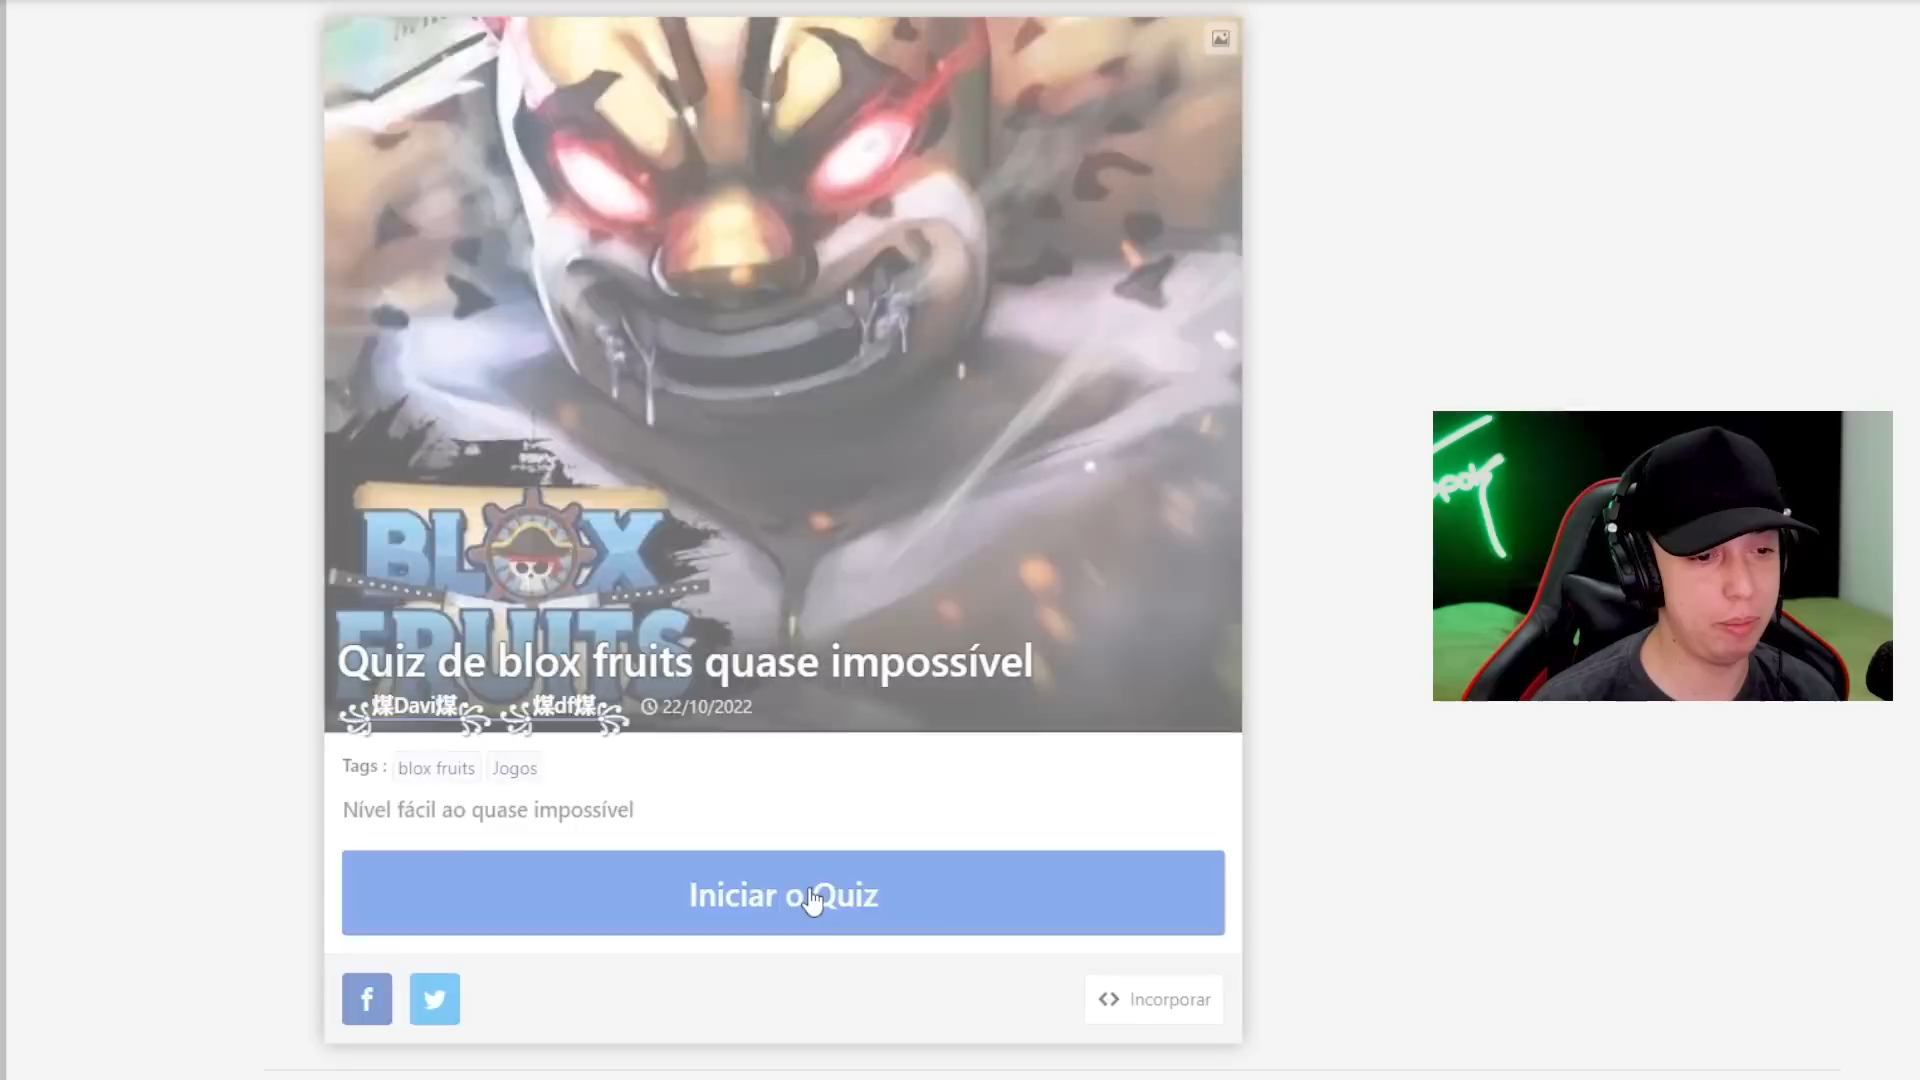 BLOX
FRUITS
Quiz de blox fruits quase impossível
꧁煤Davi煤꧂ ꧁煤df煤꧂ 22/10/2022
Tags : blox fruits Jogos
Nível fácil ao quase impossível
Iniciar o Quiz
f
<> Incorporar